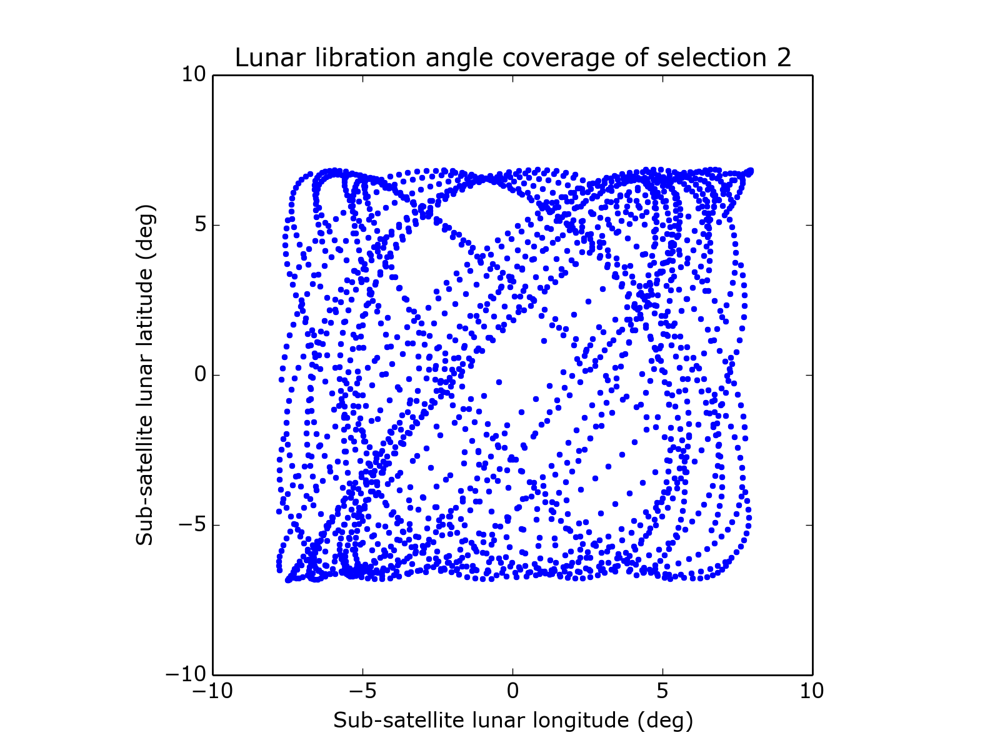 Lunar libration angle coverage of selection 2
10
5
0
−5
−10
−10 −5 0 5 10
Sub-satellite lunar latitude (deg)
Sub-satellite lunar longitude (deg)